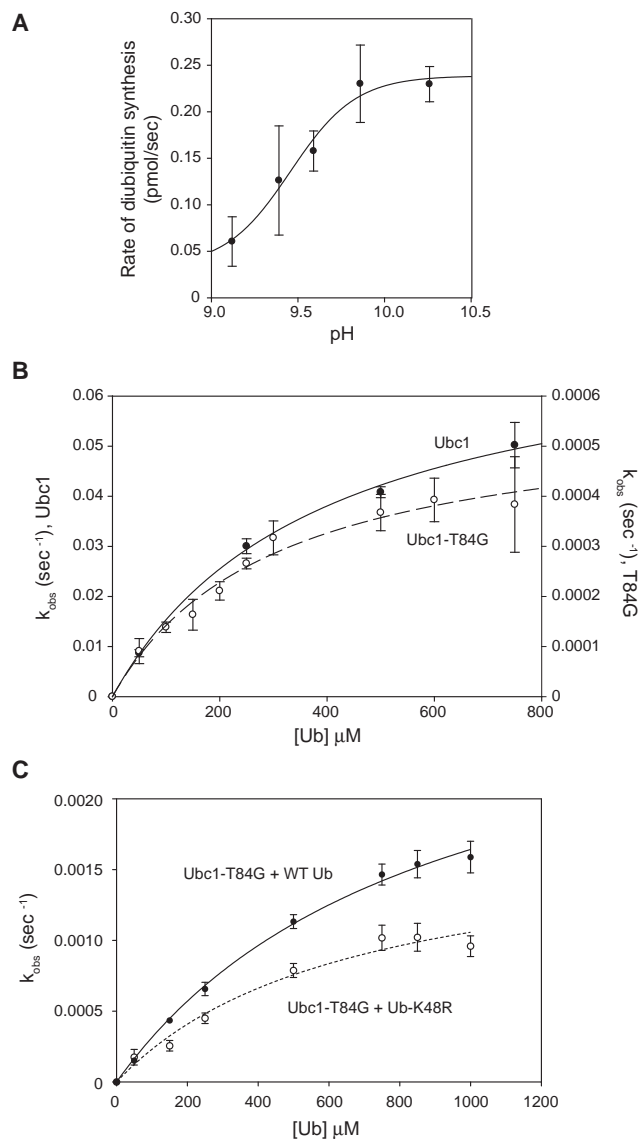 A
Rate of diubiquitin synthesis
(pmol/sec)
0.30
0.25
0.20
0.15
0.10
0.05
0
9.0
9.5
10.0
10.5
pH
B
k obs (sec -1), Ubc1
0.06
0.05
0.04
0.03
0.02
0.01
0
Ubc1
Ubc1-T84G
0.0006
0.0005
0.0004
0.0003
0.0002
0.0001
0
k obs (sec -1), T84G
0
200
400
600
800
[Ub] μM
C
k obs (sec -1)
0.0020
0.0015
0.0010
0.0005
0
Ubc1-T84G + WT Ub
Ubc1-T84G + Ub-K48R
0
200
400
600
800
1000
1200
[Ub] μM